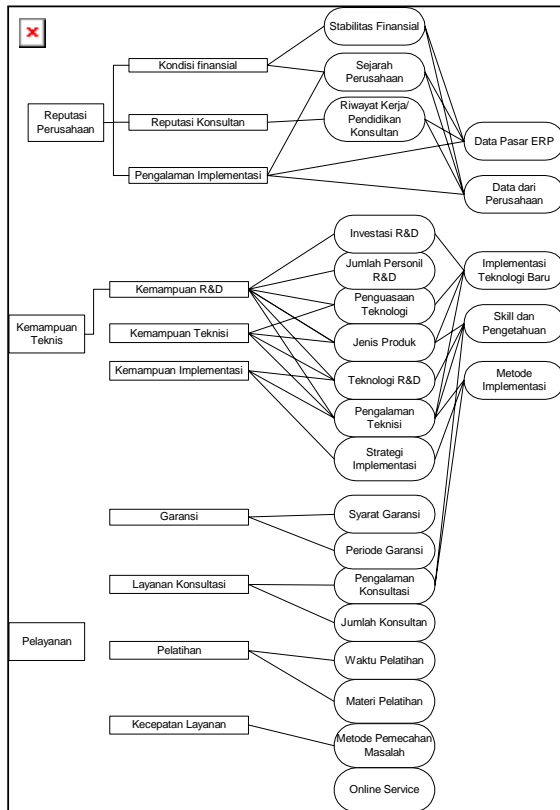 Stabilitas Finansial
Kondisi finansial
Sejarah
Perusahaan
Reputasi
Perusahaan
Reputasi Konsultan
Riwayat Kerja/
Pendidikan
Konsultan
Data Pasar ERP
Pengalaman Implementasi
Data dari
Perusahaan
Investasi R&D
Jumlah Personil
R&D
Implementasi
Teknologi Baru
Kemampuan R&D
Penguasaan
Teknologi
Kemampuan
Teknis
Kemampuan Teknisi
Jenis Produk
Skill dan
Pengetahuan
Kemampuan Implementasi
Teknologi R&D
Metode
Implementasi
Pengalaman
Teknisi
Strategi
Implementasi
Garansi
Syarat Garansi
Periode Garansi
Layanan Konsultasi
Pengalaman
Konsultasi
Jumlah Konsultan
Pelayanan
Pelatihan
Waktu Pelatihan
Materi Pelatihan
Kecepatan Layanan
Metode Pemecahan
Masalah
Online Service